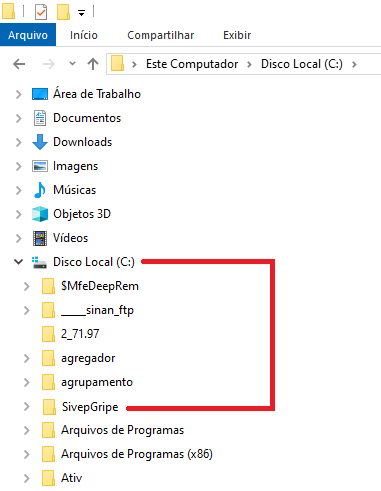 Arquivo Início Compartilhar Exibir
Este Computador > Disco Local (C:) >
Área de Trabalho
Documentos
Downloads
Imagens
Músicas
Objetos 3D
Vídeos
Disco Local (C:)
$MfeDeepRem
_____sinan_ftp
2_71.97
agregador
agrupamento
SivepGripe
Arquivos de Programas
Arquivos de Programas (x86)
Ativ